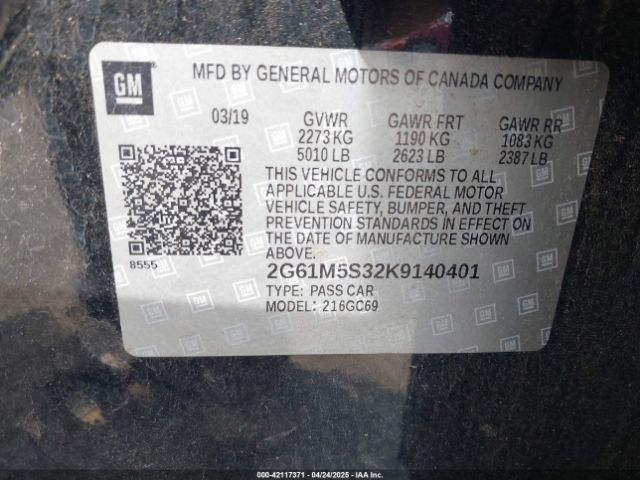 GM
MFD BY GENERAL MOTORS OF CANADA COMPANY
03/19 GVWR GAWR FRT GAWR RR
2273 KG 1190 KG 1083 KG
5010 LB 2623 LB 2387 LB
THIS VEHICLE CONFORMS TO ALL
APPLICABLE U.S. FEDERAL MOTOR
VEHICLE SAFETY, BUMPER, AND THEFT
PREVENTION STANDARDS IN EFFECT ON
THE DATE OF MANUFACTURE SHOWN
ABOVE.
8555
2G61M5S32K9140401
TYPE: PASS CAR
MODEL: 216GC69
000-42117371 - 04/24/2025 - IAAI.COM